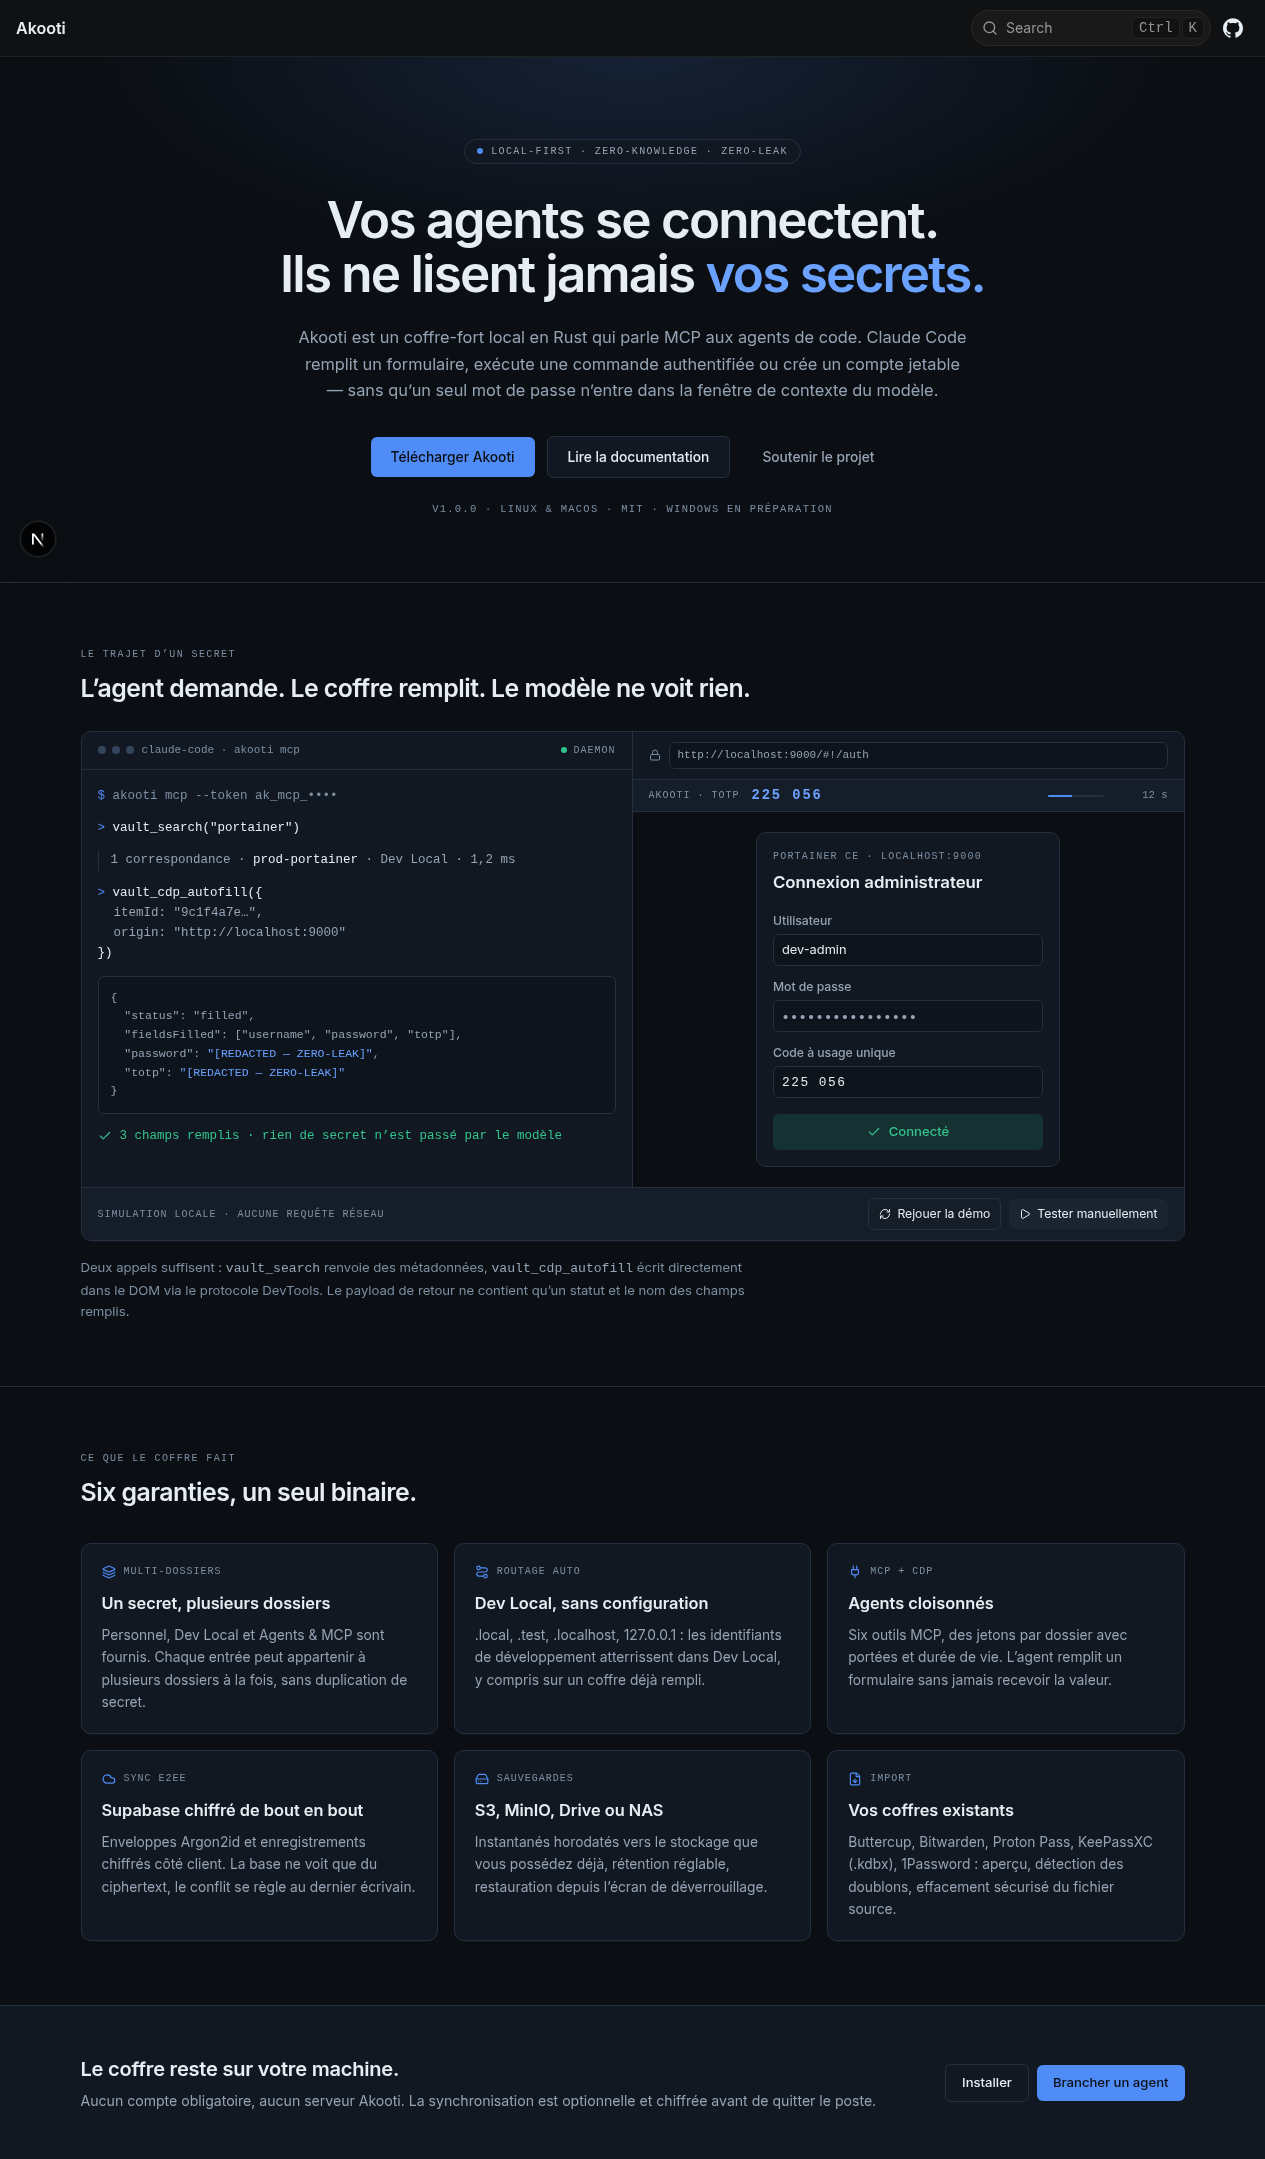 Akooti
Search Ctrl K
LOCAL-FIRST · ZERO-KNOWLEDGE · ZERO-LEAK
Vos agents se connectent.
Ils ne lisent jamais vos secrets.
Akooti est un coffre-fort local en Rust qui parle MCP aux agents de code. Claude Code
remplit un formulaire, exécute une commande authentifiée ou crée un compte jetable
— sans qu’un seul mot de passe n’entre dans la fenêtre de contexte du modèle.
Télécharger Akooti
Lire la documentation
Soutenir le projet
V1.0.0 · LINUX & MACOS · MIT · WINDOWS EN PRÉPARATION
N
LE TRAJET D’UN SECRET
L’agent demande. Le coffre remplit. Le modèle ne voit rien.
claude-code · akooti mcp
DAEMON
$ akooti mcp --token ak_mcp_••••
> vault_search("portainer")
1 correspondance · prod-portainer · Dev Local · 1,2 ms
> vault_cdp_autofill({
itemId: "9c1f4a7e…",
origin: "http://localhost:9000"
})
{
"status": "filled",
"fieldsFilled": ["username", "password", "totp"],
"password": "[REDACTED — ZERO-LEAK]",
"totp": "[REDACTED — ZERO-LEAK]"
}
3 champs remplis · rien de secret n’est passé par le modèle
http://localhost:9000/#!/auth
AKOOTI · TOTP 225 056
12 s
PORTAINER CE · LOCALHOST:9000
Connexion administrateur
Utilisateur
dev-admin
Mot de passe
••••••••••••••••
Code à usage unique
225 056
Connecté
SIMULATION LOCALE · AUCUNE REQUÊTE RÉSEAU
Rejouer la démo
Tester manuellement
Deux appels suffisent : vault_search renvoie des métadonnées, vault_cdp_autofill écrit directement
dans le DOM via le protocole DevTools. Le payload de retour ne contient qu’un statut et le nom des champs
remplis.
CE QUE LE COFFRE FAIT
Six garanties, un seul binaire.
MULTI-DOSSIERS
Un secret, plusieurs dossiers
Personnel, Dev Local et Agents & MCP sont
fournis. Chaque entrée peut appartenir à
plusieurs dossiers à la fois, sans duplication de
secret.
ROUTAGE AUTO
Dev Local, sans configuration
.local, .test, .localhost, 127.0.0.1 : les identifiants
de développement atterrissent dans Dev Local,
y compris sur un coffre déjà rempli.
MCP + CDP
Agents cloisonnés
Six outils MCP, des jetons par dossier avec
portées et durée de vie. L’agent remplit un
formulaire sans jamais recevoir la valeur.
SYNC E2EE
Supabase chiffré de bout en bout
Enveloppes Argon2id et enregistrements
chiffrés côté client. La base ne voit que du
ciphertext, le conflit se règle au dernier écrivain.
SAUVEGARDES
S3, MinIO, Drive ou NAS
Instantanés horodatés vers le stockage que
vous possédez déjà, rétention réglable,
restauration depuis l’écran de déverrouillage.
IMPORT
Vos coffres existants
Buttercup, Bitwarden, Proton Pass, KeePassXC
(.kdbx), 1Password : aperçu, détection des
doublons, effacement sécurisé du fichier
source.
Le coffre reste sur votre machine.
Aucun compte obligatoire, aucun serveur Akooti. La synchronisation est optionnelle et chiffrée avant de quitter le poste.
Installer
Brancher un agent